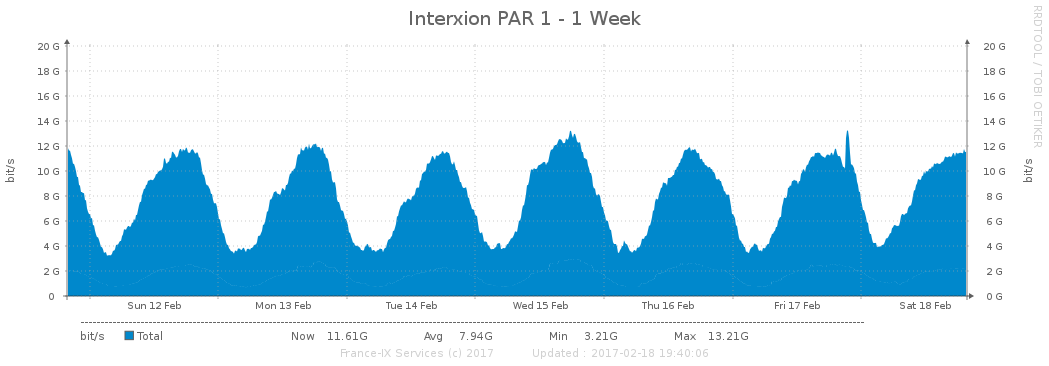 Interxion PAR 1 - 1 Week
RRDTOOL / TOBI OETIKER
20 G 20 G
18 G 18 G
16 G 16 G
14 G 14 G
12 G 12 G
10 G 10 G
8 G 8 G
6 G 6 G
4 G 4 G
2 G 2 G
0 0 G
bit/s bit/s
Sun 12 Feb Mon 13 Feb Tue 14 Feb Wed 15 Feb Thu 16 Feb Fri 17 Feb Sat 18 Feb
bit/s Total Now 11.61G Avg 7.94G Min 3.21G Max 13.21G
France-IX Services (c) 2017 Updated : 2017-02-18 19:40:06